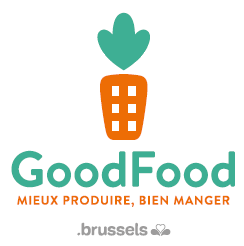 GoodFood
MIEUX PRODUIRE, BIEN MANGER
.brussels